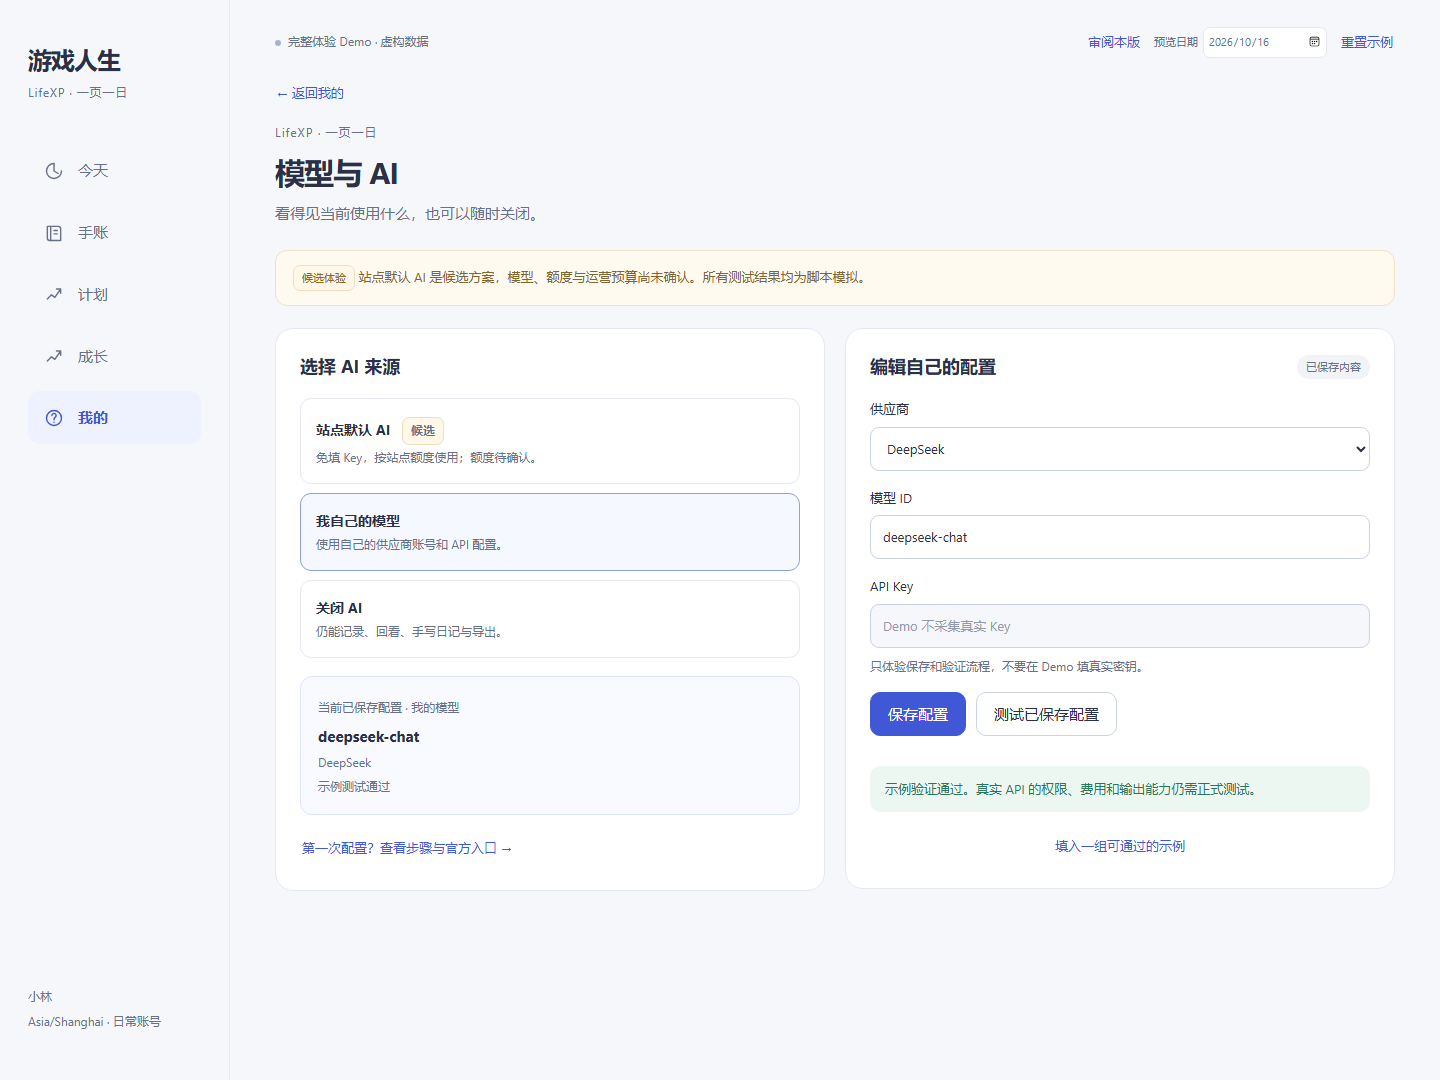 游戏人生
LifeXP · 一页一日
今天
手账
计划
成长
我的
小林
Asia/Shanghai · 日常账号
完整体验 Demo · 虚构数据
审阅本版
预览日期
2026/10/16
重置示例
← 返回我的
LifeXP · 一页一日
模型与 AI
看得见当前使用什么，也可以随时关闭。
候选体验 站点默认 AI 是候选方案，模型、额度与运营预算尚未确认。所有测试结果均为脚本模拟。
选择 AI 来源
站点默认 AI 候选
免填 Key，按站点额度使用；额度待确认。
我自己的模型
使用自己的供应商账号和 API 配置。
关闭 AI
仍能记录、回看、手写日记与导出。
当前已保存配置 · 我的模型
deepseek-chat
DeepSeek
示例测试通过
第一次配置？查看步骤与官方入口 →
编辑自己的配置
已保存内容
供应商
DeepSeek
模型 ID
deepseek-chat
API Key
Demo 不采集真实 Key
只体验保存和验证流程，不要在 Demo 填真实密钥。
保存配置
测试已保存配置
示例验证通过。真实 API 的权限、费用和输出能力仍需正式测试。
填入一组可通过的示例